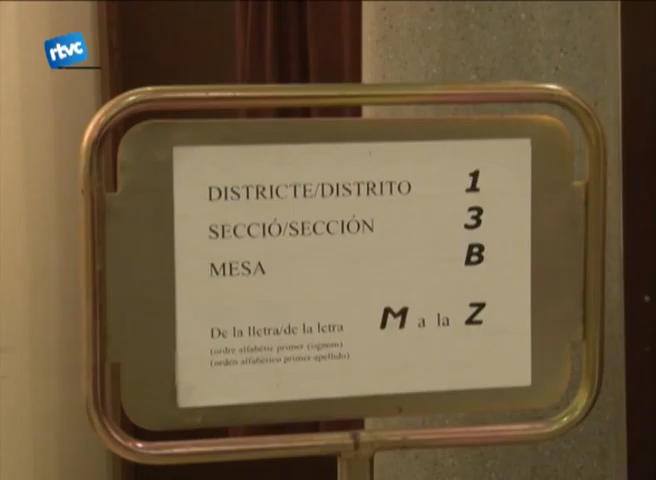 rtvc
DISTRICTE/DISTRITO 1
SECCIÓ/SECCIÓN 3
MESA B
De la lletra/de la letra M a la Z
(ordre alfabètic primer cognom)
(orden alfabético primer apellido)